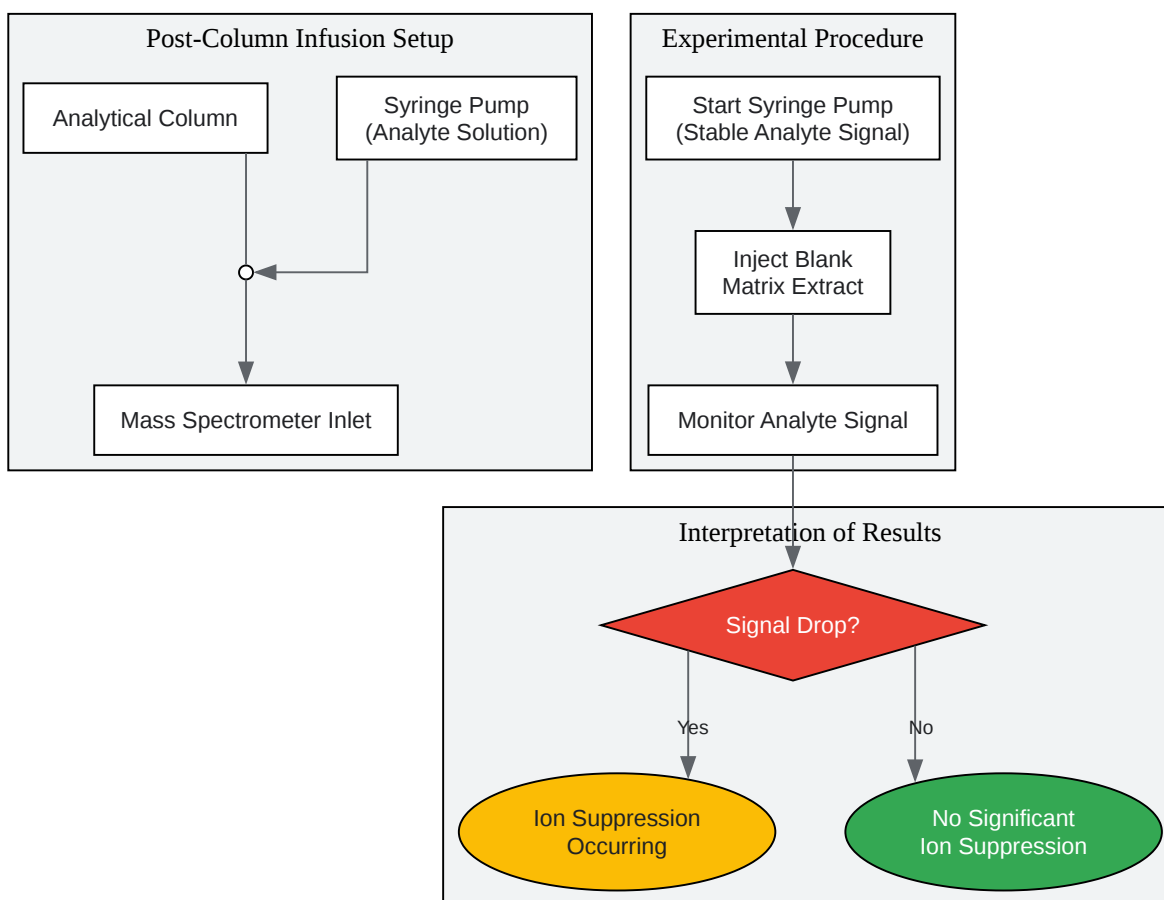 Post-Column Infusion Setup
Analytical Column
Syringe Pump
(Analyte Solution)
Mass Spectrometer Inlet
Experimental Procedure
Start Syringe Pump
(Stable Analyte Signal)
Inject Blank
Matrix Extract
Monitor Analyte Signal
Interpretation of Results
Signal Drop?
Yes
No
Ion Suppression
Occurring
No Significant
Ion Suppression